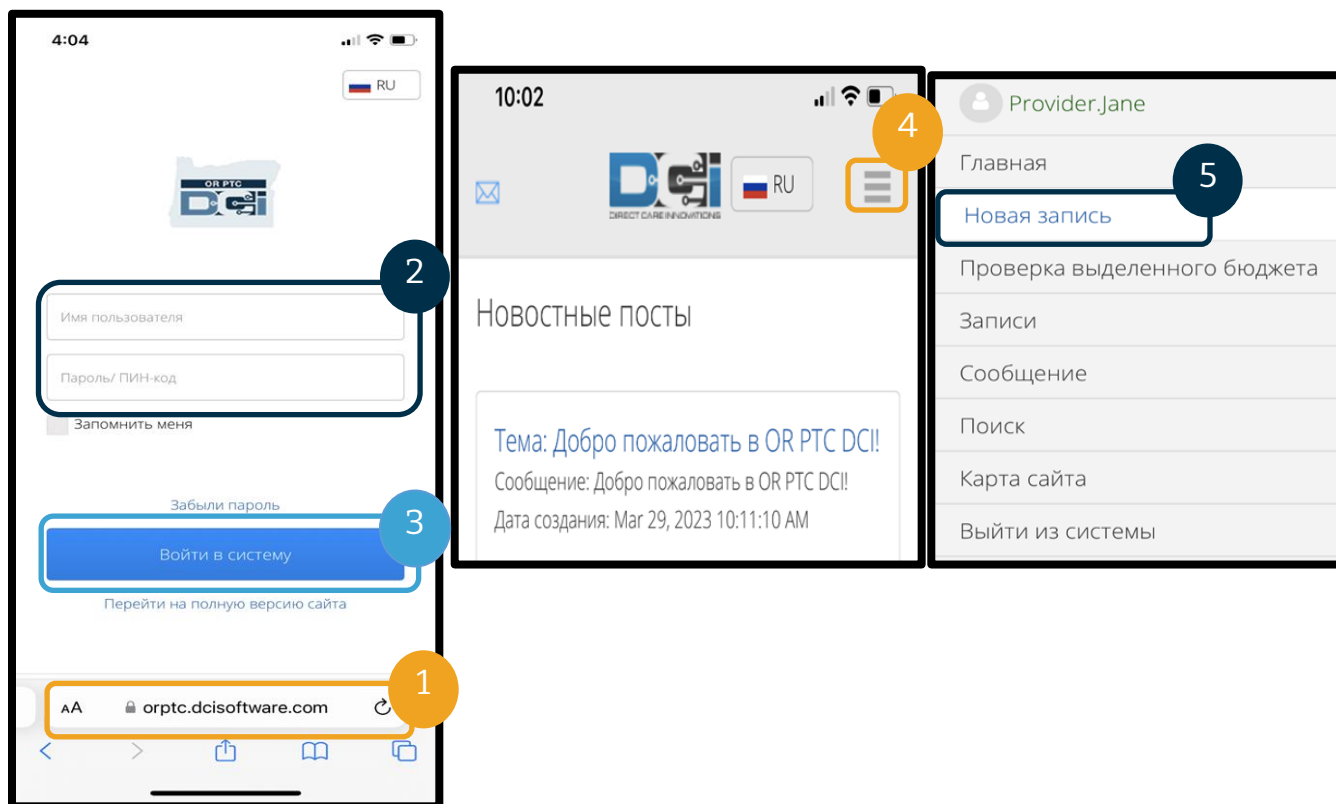 4:04
RU
OR PTC
DCi
2
Имя пользователя
Пароль/ ПИН-код
Запомнить меня
Забыли пароль
3
Войти в систему
Перейти на полную версию сайта
1
AA orptc.dcisoftware.com
10:02
4
DCi
DIRECT CARE INNOVATIONS
RU
Новостные посты
Тема: Добро пожаловать в OR PTC DCI!
Сообщение: Добро пожаловать в OR PTC DCI!
Дата создания: Mar 29, 2023 10:11:10 AM
Provider.Jane
Главная
5
Новая запись
Проверка выделенного бюджета
Записи
Сообщение
Поиск
Карта сайта
Выйти из системы